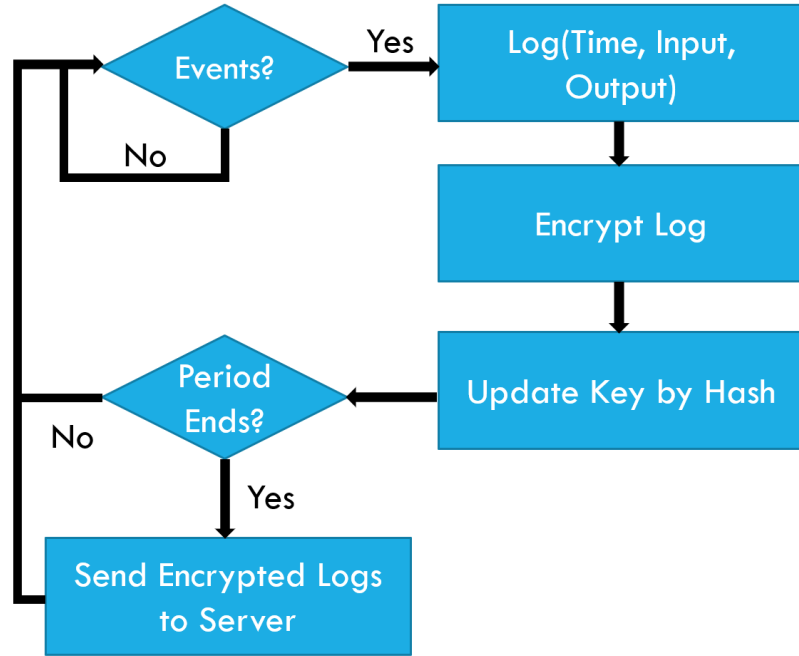 Events?
Yes
Log(Time, Input,
Output)
No
Encrypt Log
Update Key by Hash
Period
Ends?
No
Yes
Send Encrypted Logs
to Server